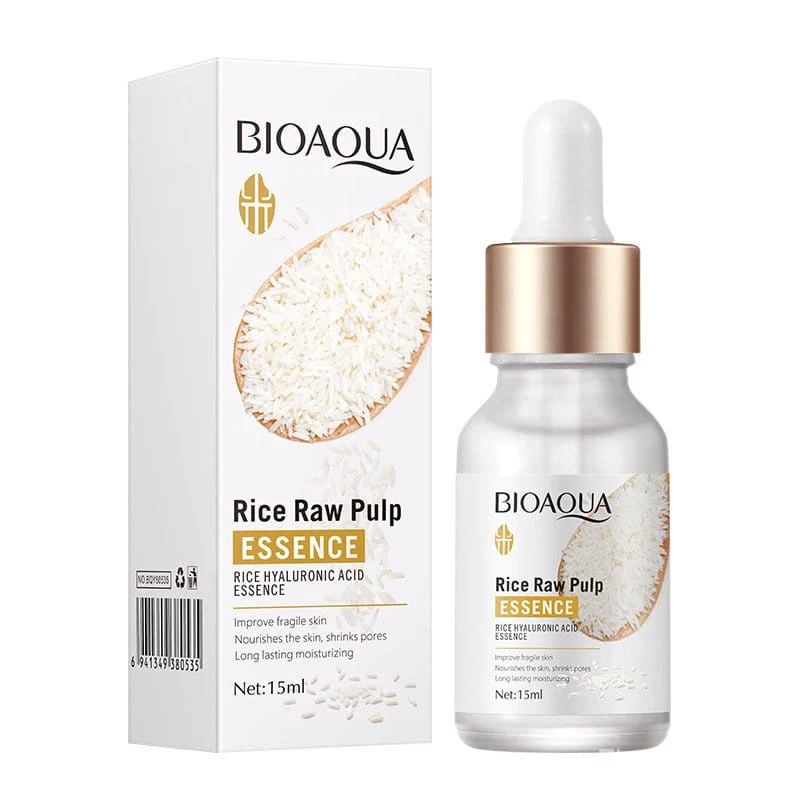 BIOAQUA
Rice Raw Pulp
ESSENCE
RICE HYALURONIC ACID
ESSENCE
Improve fragile skin
Nourishes the skin, shrinks pores
Long lasting moisturizing
Net:15ml
NO.BQY80535
6 941349 380535
BIOAQUA
Rice Raw Pulp
ESSENCE
RICE HYALURONIC ACID
ESSENCE
Improve fragile skin
Nourishes the skin, shrinks pores
Long lasting moisturizing
Net:15ml